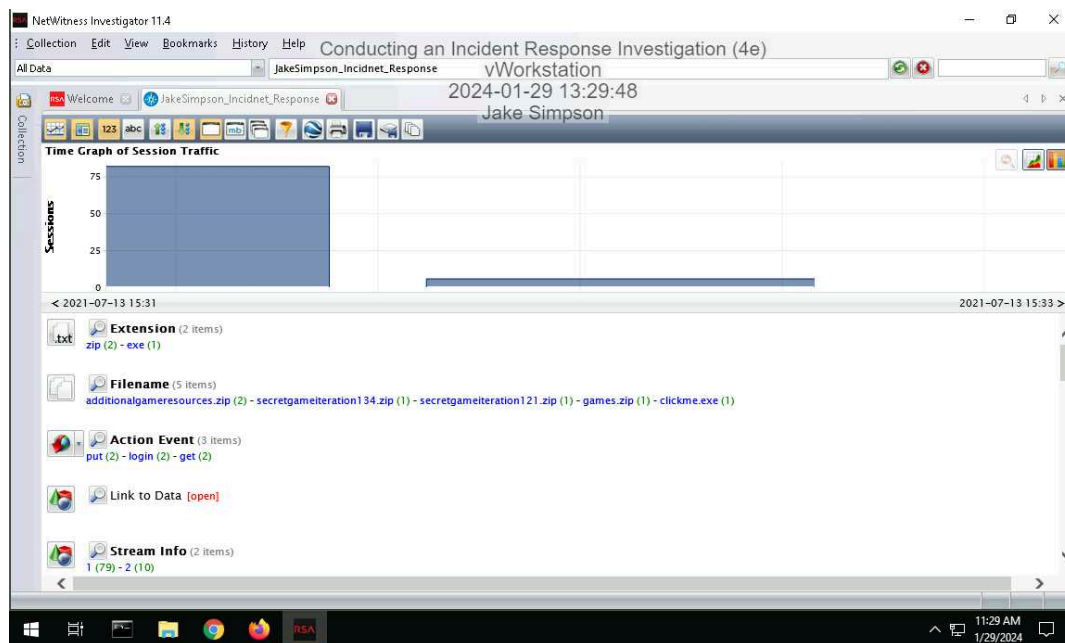 RSA NetWitness Investigator 11.4
Collection Edit View Bookmarks History Help
Conducting an Incident Response Investigation (4e)
All Data JakeSimpson_Incidnet_Response
vWorkstation
2024-01-29 13:29:48
Jake Simpson
RSA Welcome JakeSimpson_Incidnet_Response
Collection
123 abc mb
Time Graph of Session Traffic
Sessions
75
50
25
0
< 2021-07-13 15:31 2021-07-13 15:33 >
.txt Extension (2 items)
zip (2) - exe (1)
Filename (5 items)
additionalgameresources.zip (2) - secretgameiteration134.zip (1) - secretgameiteration121.zip (1) - games.zip (1) - clickme.exe (1)
Action Event (3 items)
put (2) - login (2) - get (2)
Link to Data [open]
Stream Info (2 items)
1 (79) - 2 (10)
RSA
11:29 AM
1/29/2024